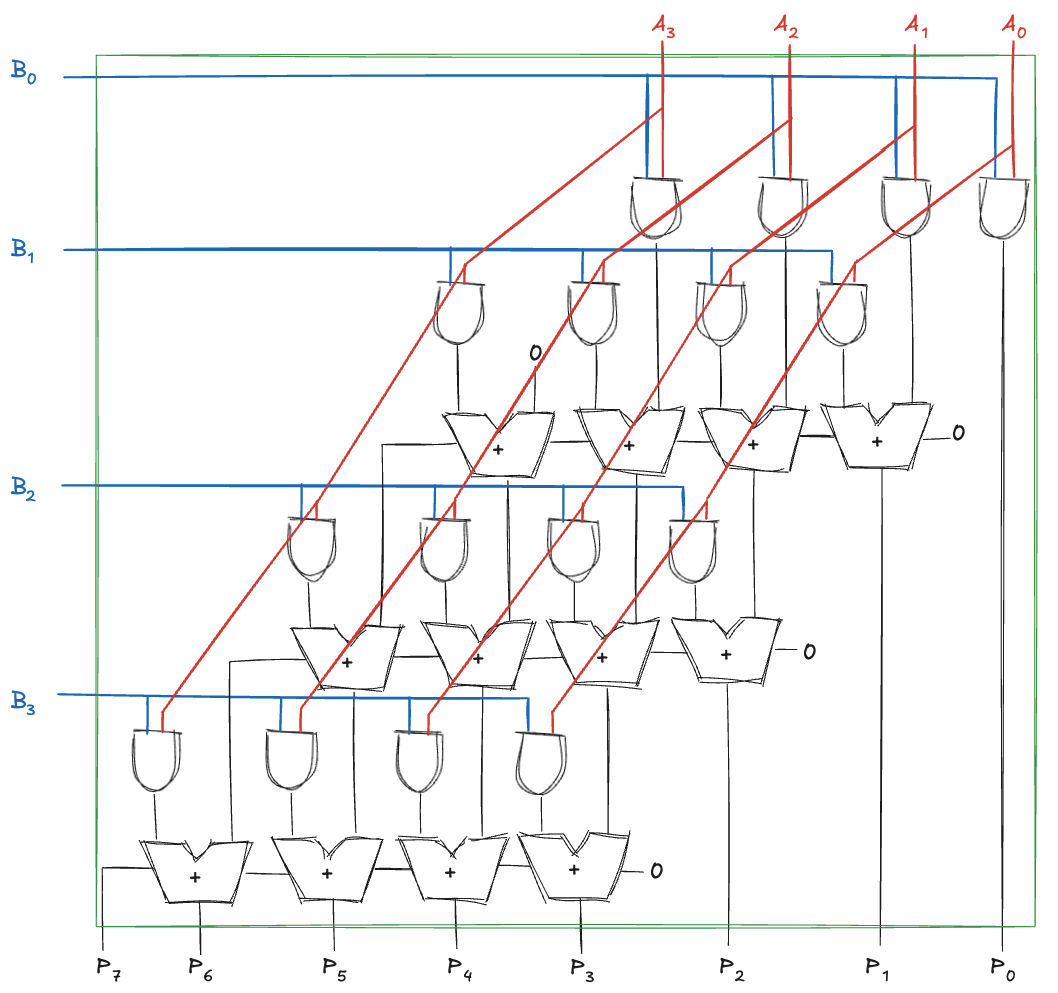 A₃ A₂ A₁ A₀
B₀
B₁
0
+ + + + 0
B₂
+ + + + 0
B₃
+ + + + 0
P₇ P₆ P₅ P₄ P₃ P₂ P₁ P₀